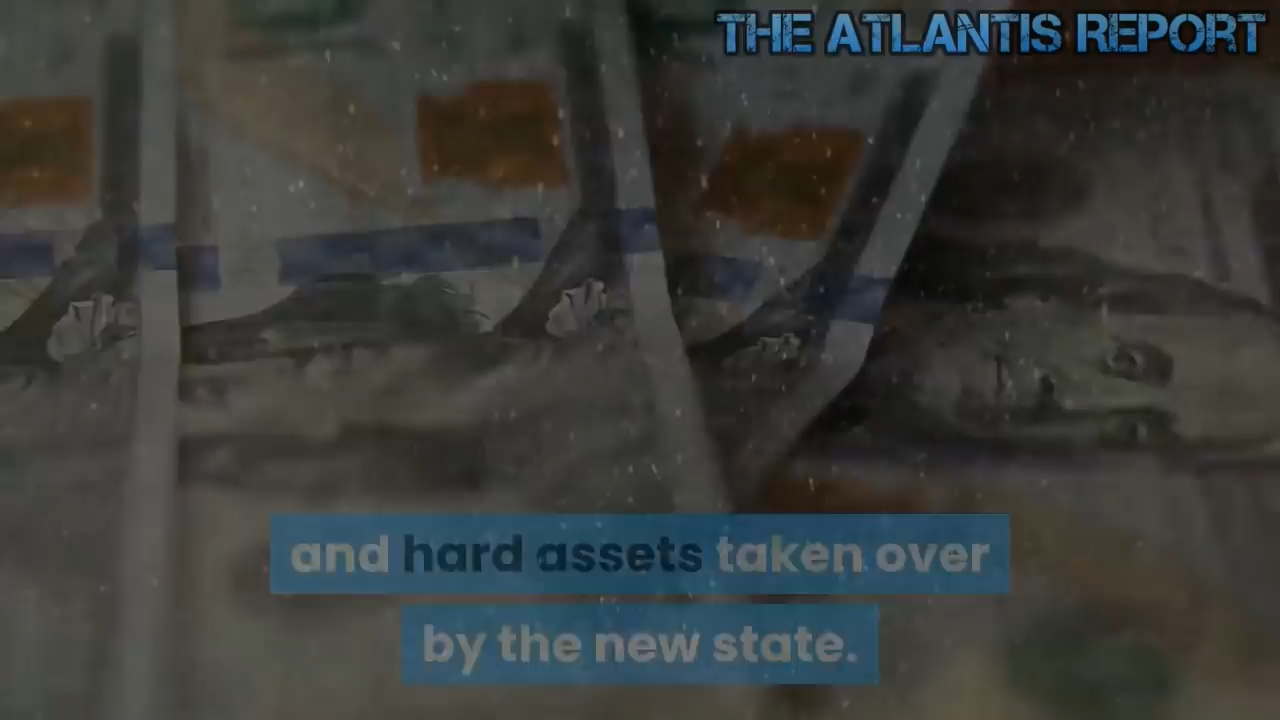 THE ATLANTIS REPORT
and hard assets taken over
by the new state.